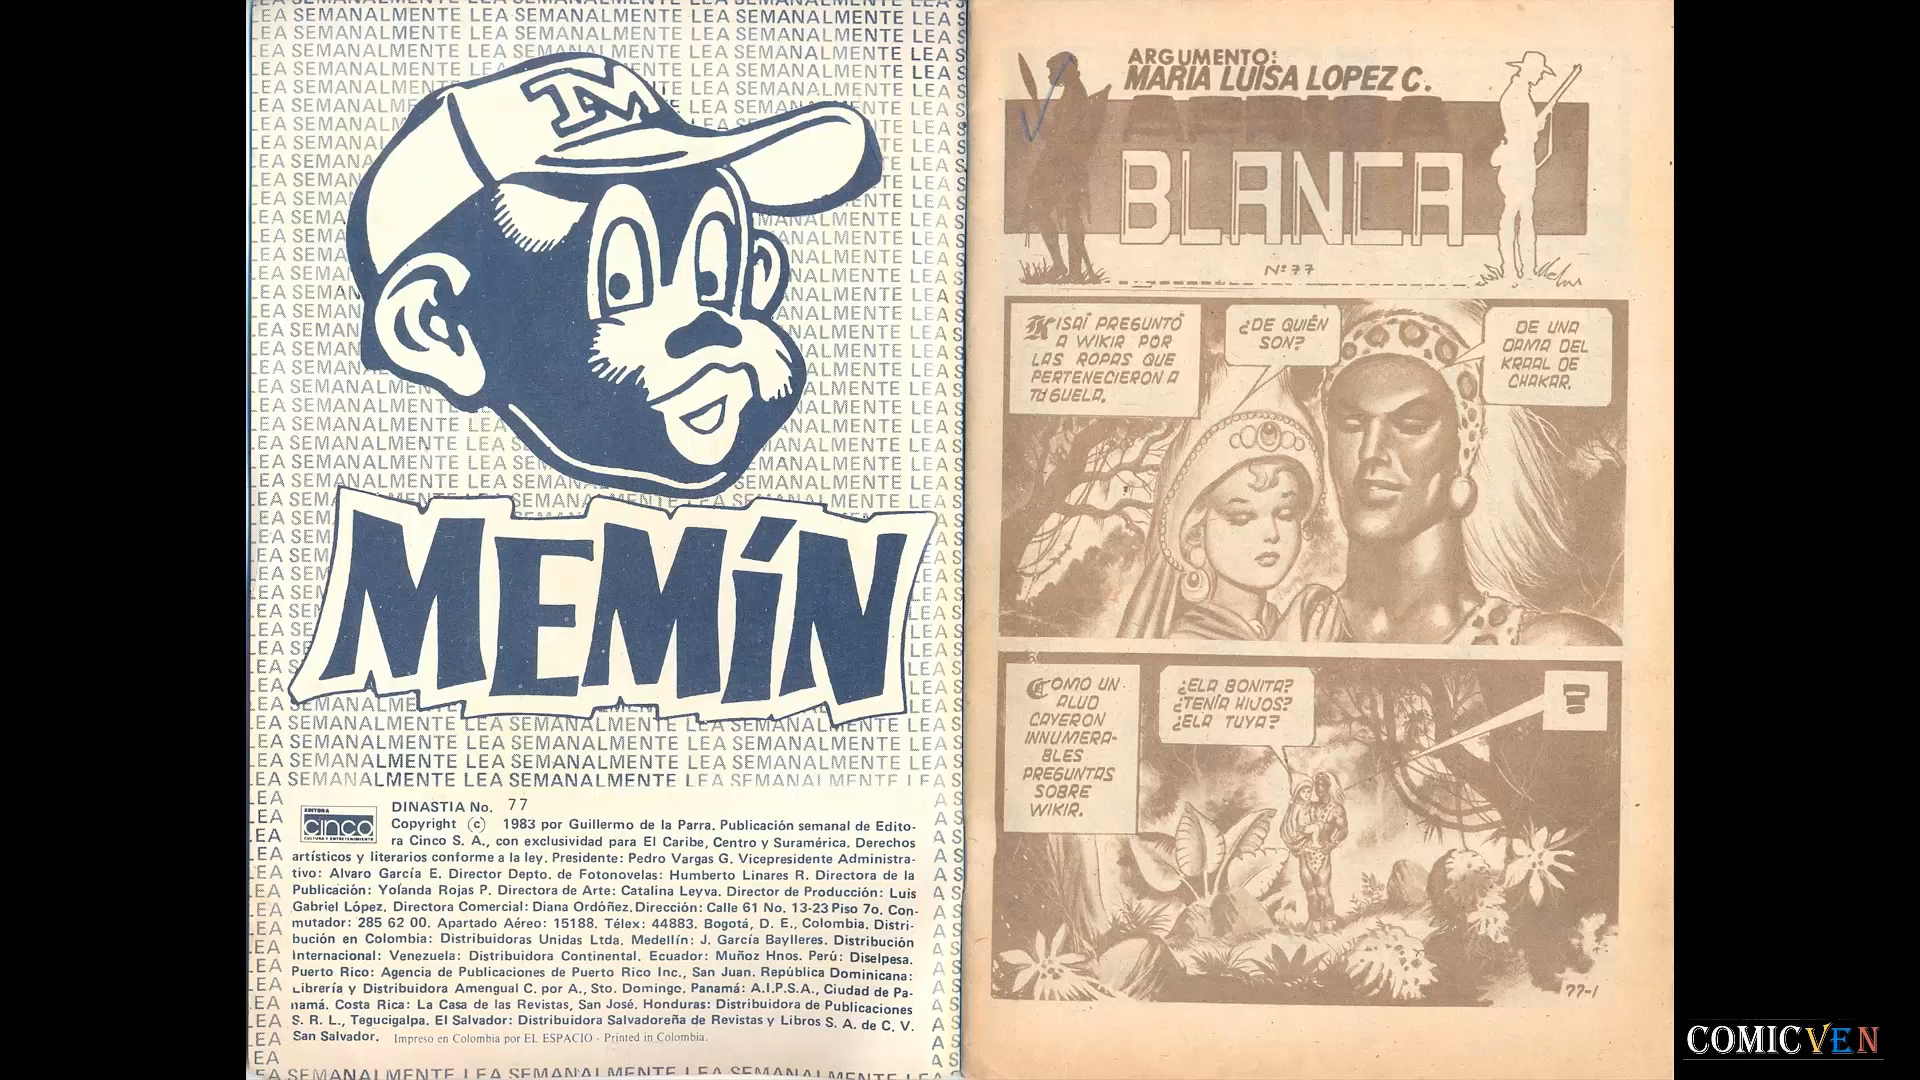 LEA SEMANALMENTE LEA SEMANALMENTE LEA SEMANALMENTE LEA S
M
MEMÍN
EDITORA
CINCO
CULTURA Y ENTRETENIMIENTO
DINASTIA No. 77
Copyright (c) 1983 por Guillermo de la Parra. Publicación semanal de Edito-
ra Cinco S. A., con exclusividad para El Caribe, Centro y Suramérica. Derechos
artísticos y literarios conforme a la ley. Presidente: Pedro Vargas G. Vicepresidente Administra-
tivo: Alvaro García E. Director Depto. de Fotonovelas: Humberto Linares R. Directora de la
Publicación: Yolanda Rojas P. Directora de Arte: Catalina Leyva. Director de Producción: Luis
Gabriel López. Directora Comercial: Diana Ordóñez. Dirección: Calle 61 No. 13-23 Piso 7o. Con-
mutador: 285 62 00. Apartado Aéreo: 15188. Télex: 44883. Bogotá, D. E., Colombia. Distri-
bución en Colombia: Distribuidoras Unidas Ltda. Medellín: J. García Baylleres. Distribución
Internacional: Venezuela: Distribuidora Continental. Ecuador: Muñoz Hnos. Perú: Diselpesa.
Puerto Rico: Agencia de Publicaciones de Puerto Rico Inc., San Juan. República Dominicana:
Librería y Distribuidora Amengual C. por A., Sto. Domingo. Panamá: A.I.P.S.A., Ciudad de Pa-
namá. Costa Rica: La Casa de las Revistas, San José. Honduras: Distribuidora de Publicaciones
S. R. L., Tegucigalpa. El Salvador: Distribuidora Salvadoreña de Revistas y Libros S. A. de C. V.
San Salvador. Impreso en Colombia por EL ESPACIO - Printed in Colombia.
ARGUMENTO:
MARIA LUISA LOPEZ C.
AFRICA
BLANCA
Nº 77
KISAÍ PREGUNTÓ
A WIKIR POR
LAS ROPAS QUE
PERTENECIERON A
TUGUELA.
¿DE QUIÉN
SON?
DE UNA
DAMA DEL
KRAAL DE
CHAKAR.
COMO UN
ALUD
CAYERON
INNUMERA-
BLES
PREGUNTAS
SOBRE
WIKIR.
¿ELA BONITA?
¿TENÍA HIJOS?
¿ELA TUYA?
77-1
COMICVEN